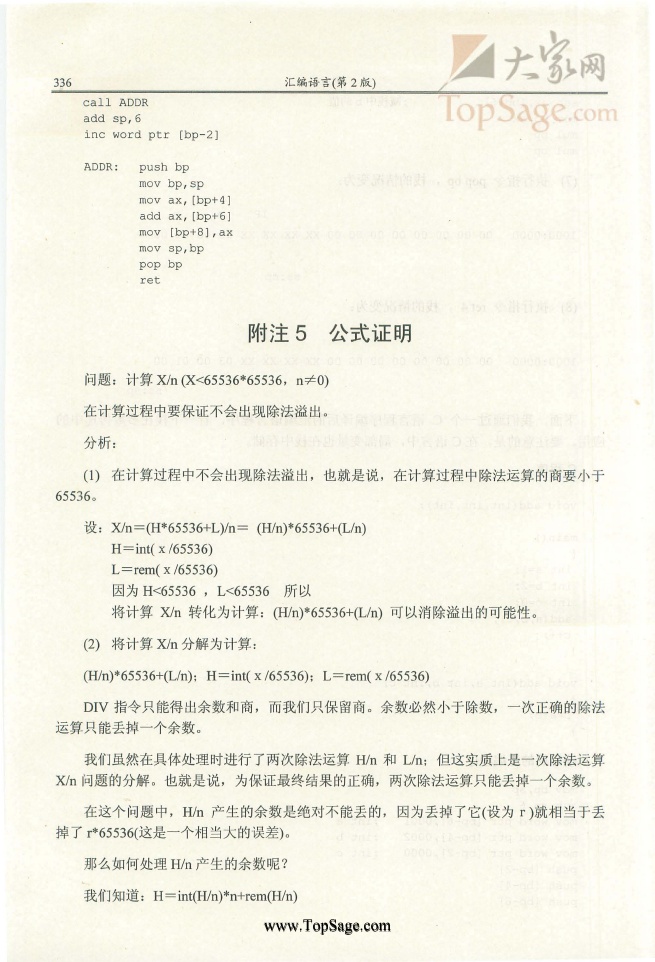 大家网
TopSage.com
336
汇编语言(第 2 版)
call ADDR
add sp,6
inc word ptr [bp-2]
ADDR: push bp
mov bp,sp
mov ax,[bp+4]
add ax,[bp+6]
mov [bp+8],ax
mov sp,bp
pop bp
ret
附注 5 公式证明
问题：计算 X/n (X<65536*65536，n≠0)
在计算过程中要保证不会出现除法溢出。
分析：
(1) 在计算过程中不会出现除法溢出，也就是说，在计算过程中除法运算的商要小于
65536。
设：X/n＝(H*65536+L)/n＝ (H/n)*65536+(L/n)
H＝int(ｘ/65536)
L＝rem(ｘ/65536)
因为 H<65536 ，L<65536 所以
将计算 X/n 转化为计算：(H/n)*65536+(L/n) 可以消除溢出的可能性。
(2) 将计算 X/n 分解为计算：
(H/n)*65536+(L/n)；H＝int(ｘ/65536)；L＝rem(ｘ/65536)
DIV 指令只能得出余数和商，而我们只保留商。余数必然小于除数，一次正确的除法
运算只能丢掉一个余数。
我们虽然在具体处理时进行了两次除法运算 H/n 和 L/n；但这实质上是一次除法运算
X/n 问题的分解。也就是说，为保证最终结果的正确，两次除法运算只能丢掉一个余数。
在这个问题中，H/n 产生的余数是绝对不能丢的，因为丢掉了它(设为 r )就相当于丢
掉了 r*65536(这是一个相当大的误差)。
那么如何处理 H/n 产生的余数呢？
我们知道：H＝int(H/n)*n+rem(H/n)
www.TopSage.com